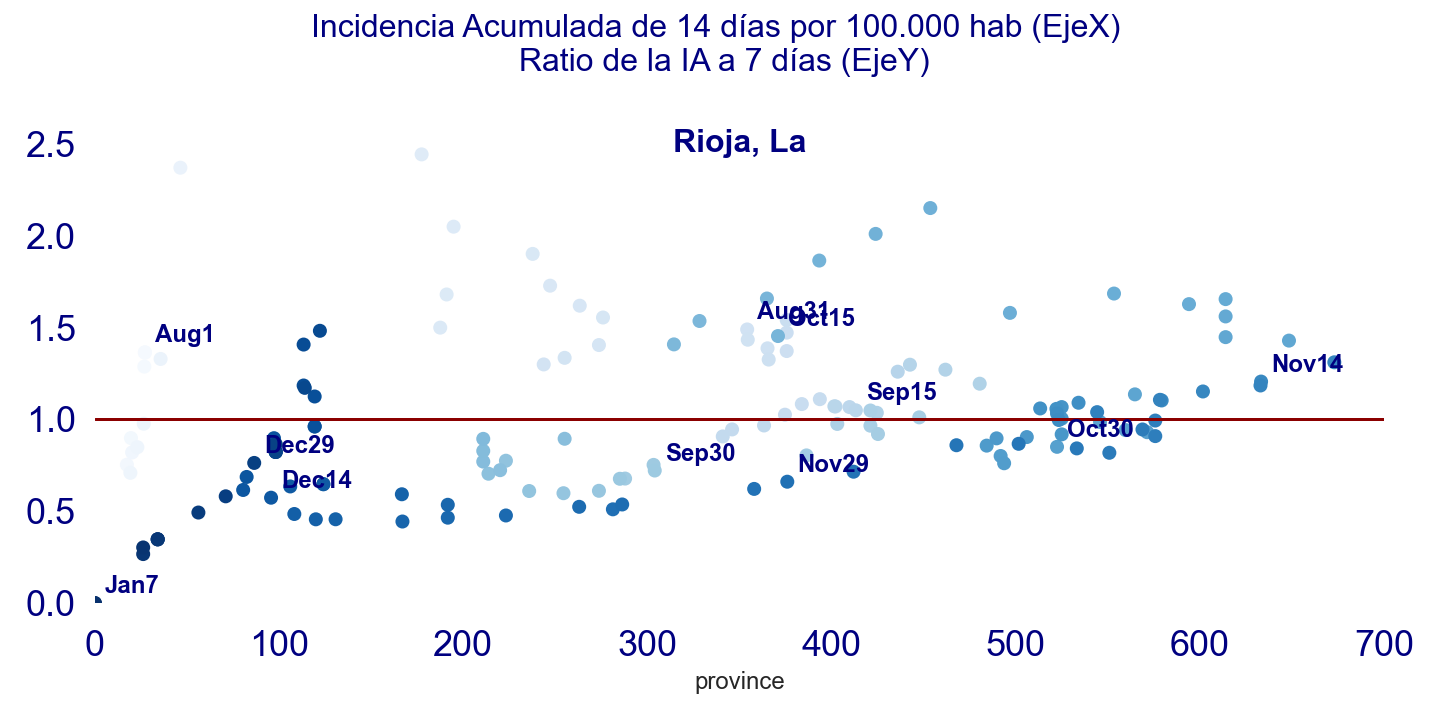 Incidencia Acumulada de 14 días por 100.000 hab (EjeX)
Ratio de la IA a 7 días (EjeY)
Rioja, La
2.5
2.0
1.5
1.0
0.5
0.0
Aug1
Aug31
Oct15
Nov14
Sep15
Oct30
Dec29
Sep30
Nov29
Dec14
Jan7
0 100 200 300 400 500 600 700
province